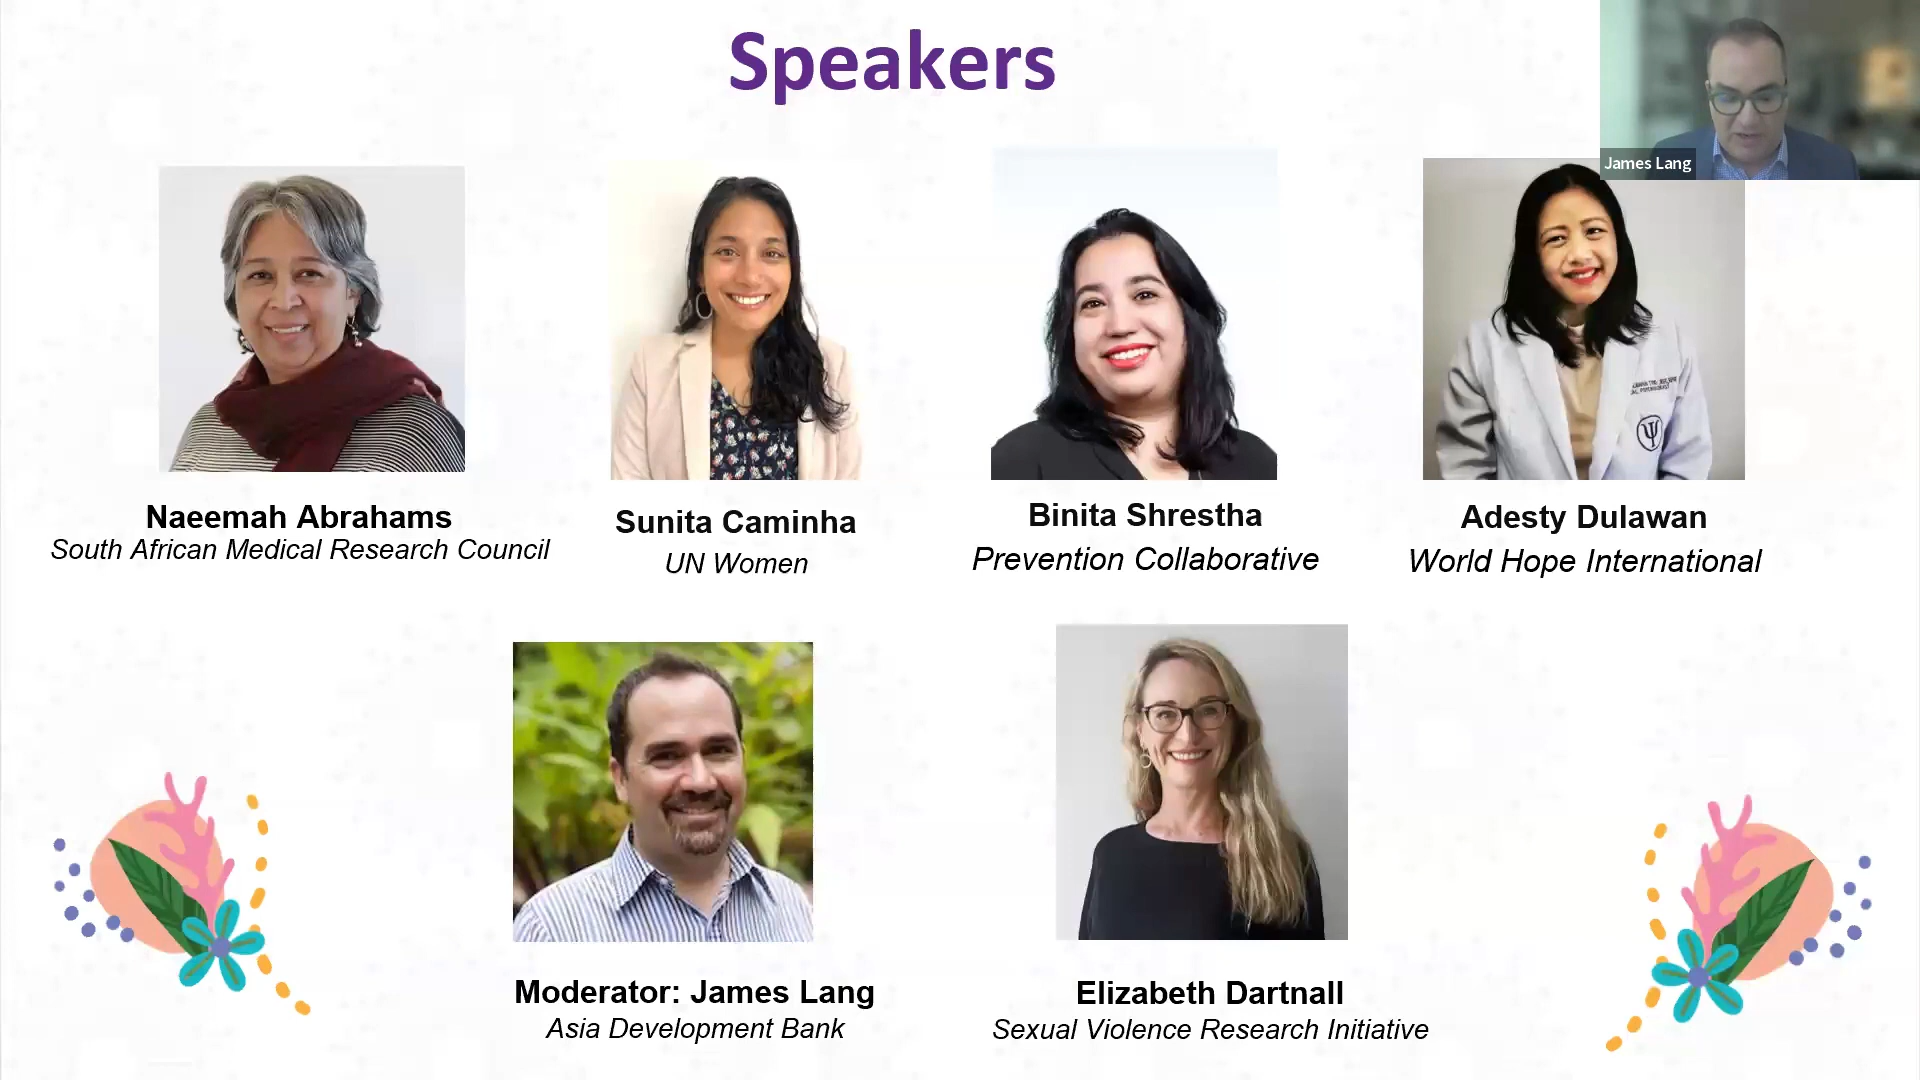 Speakers
James Lang
Naeemah Abrahams
South African Medical Research Council
Sunita Caminha
UN Women
Binita Shrestha
Prevention Collaborative
Adesty Dulawan
World Hope International
Moderator: James Lang
Asia Development Bank
Elizabeth Dartnall
Sexual Violence Research Initiative